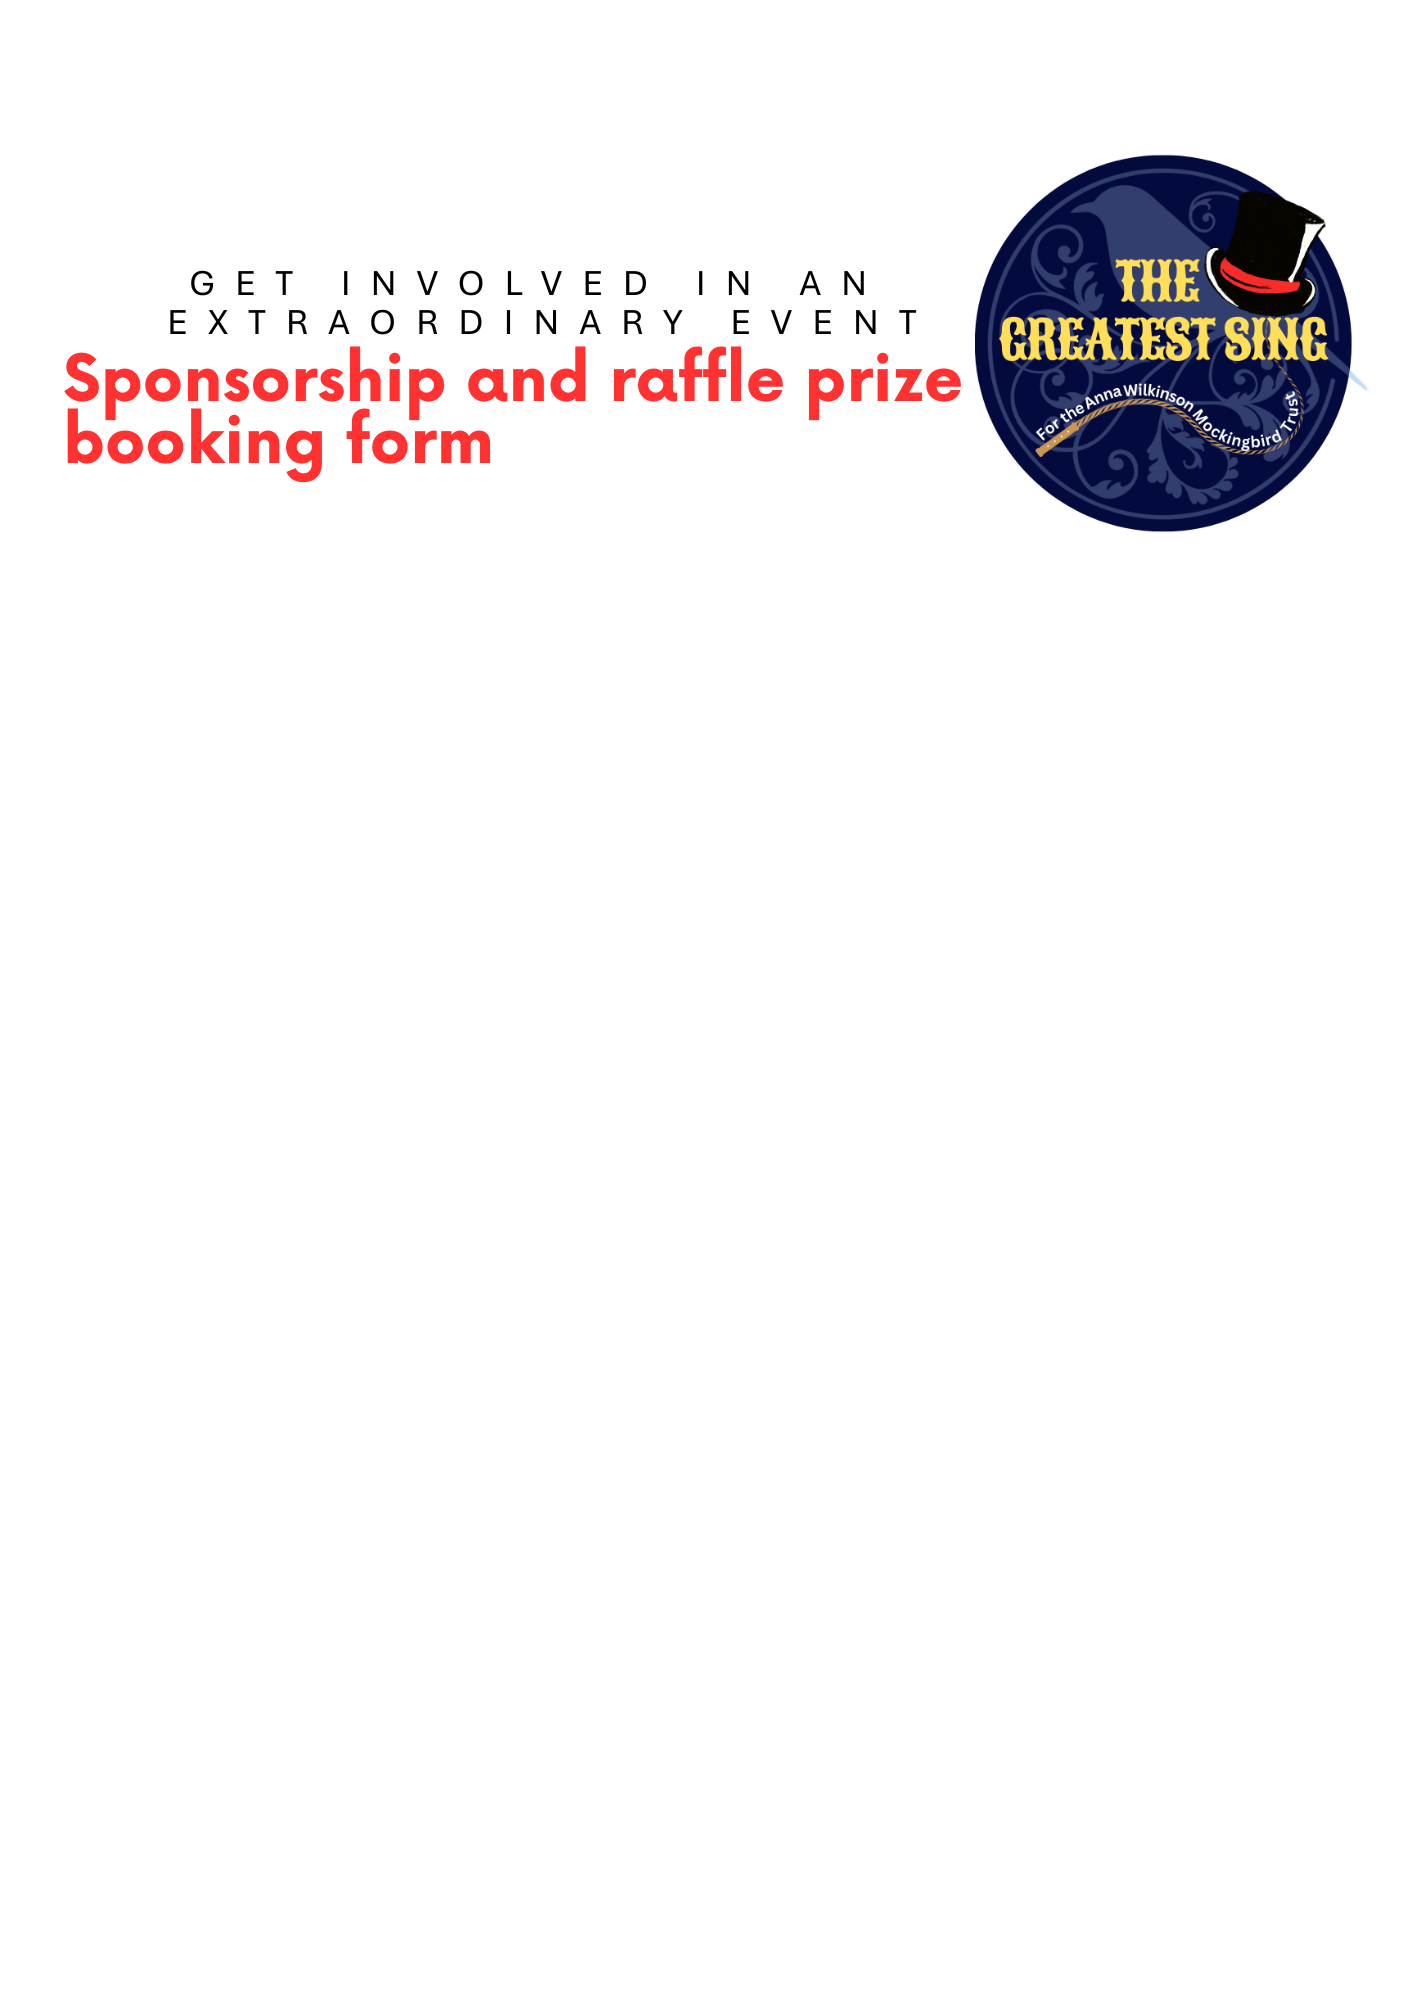 GET INVOLVED IN AN
EXTRAORDINARY EVENT
Sponsorship and raffle prize
booking form
THE
GREATEST SING
For the Anna Wilkinson Mockingbird Trust